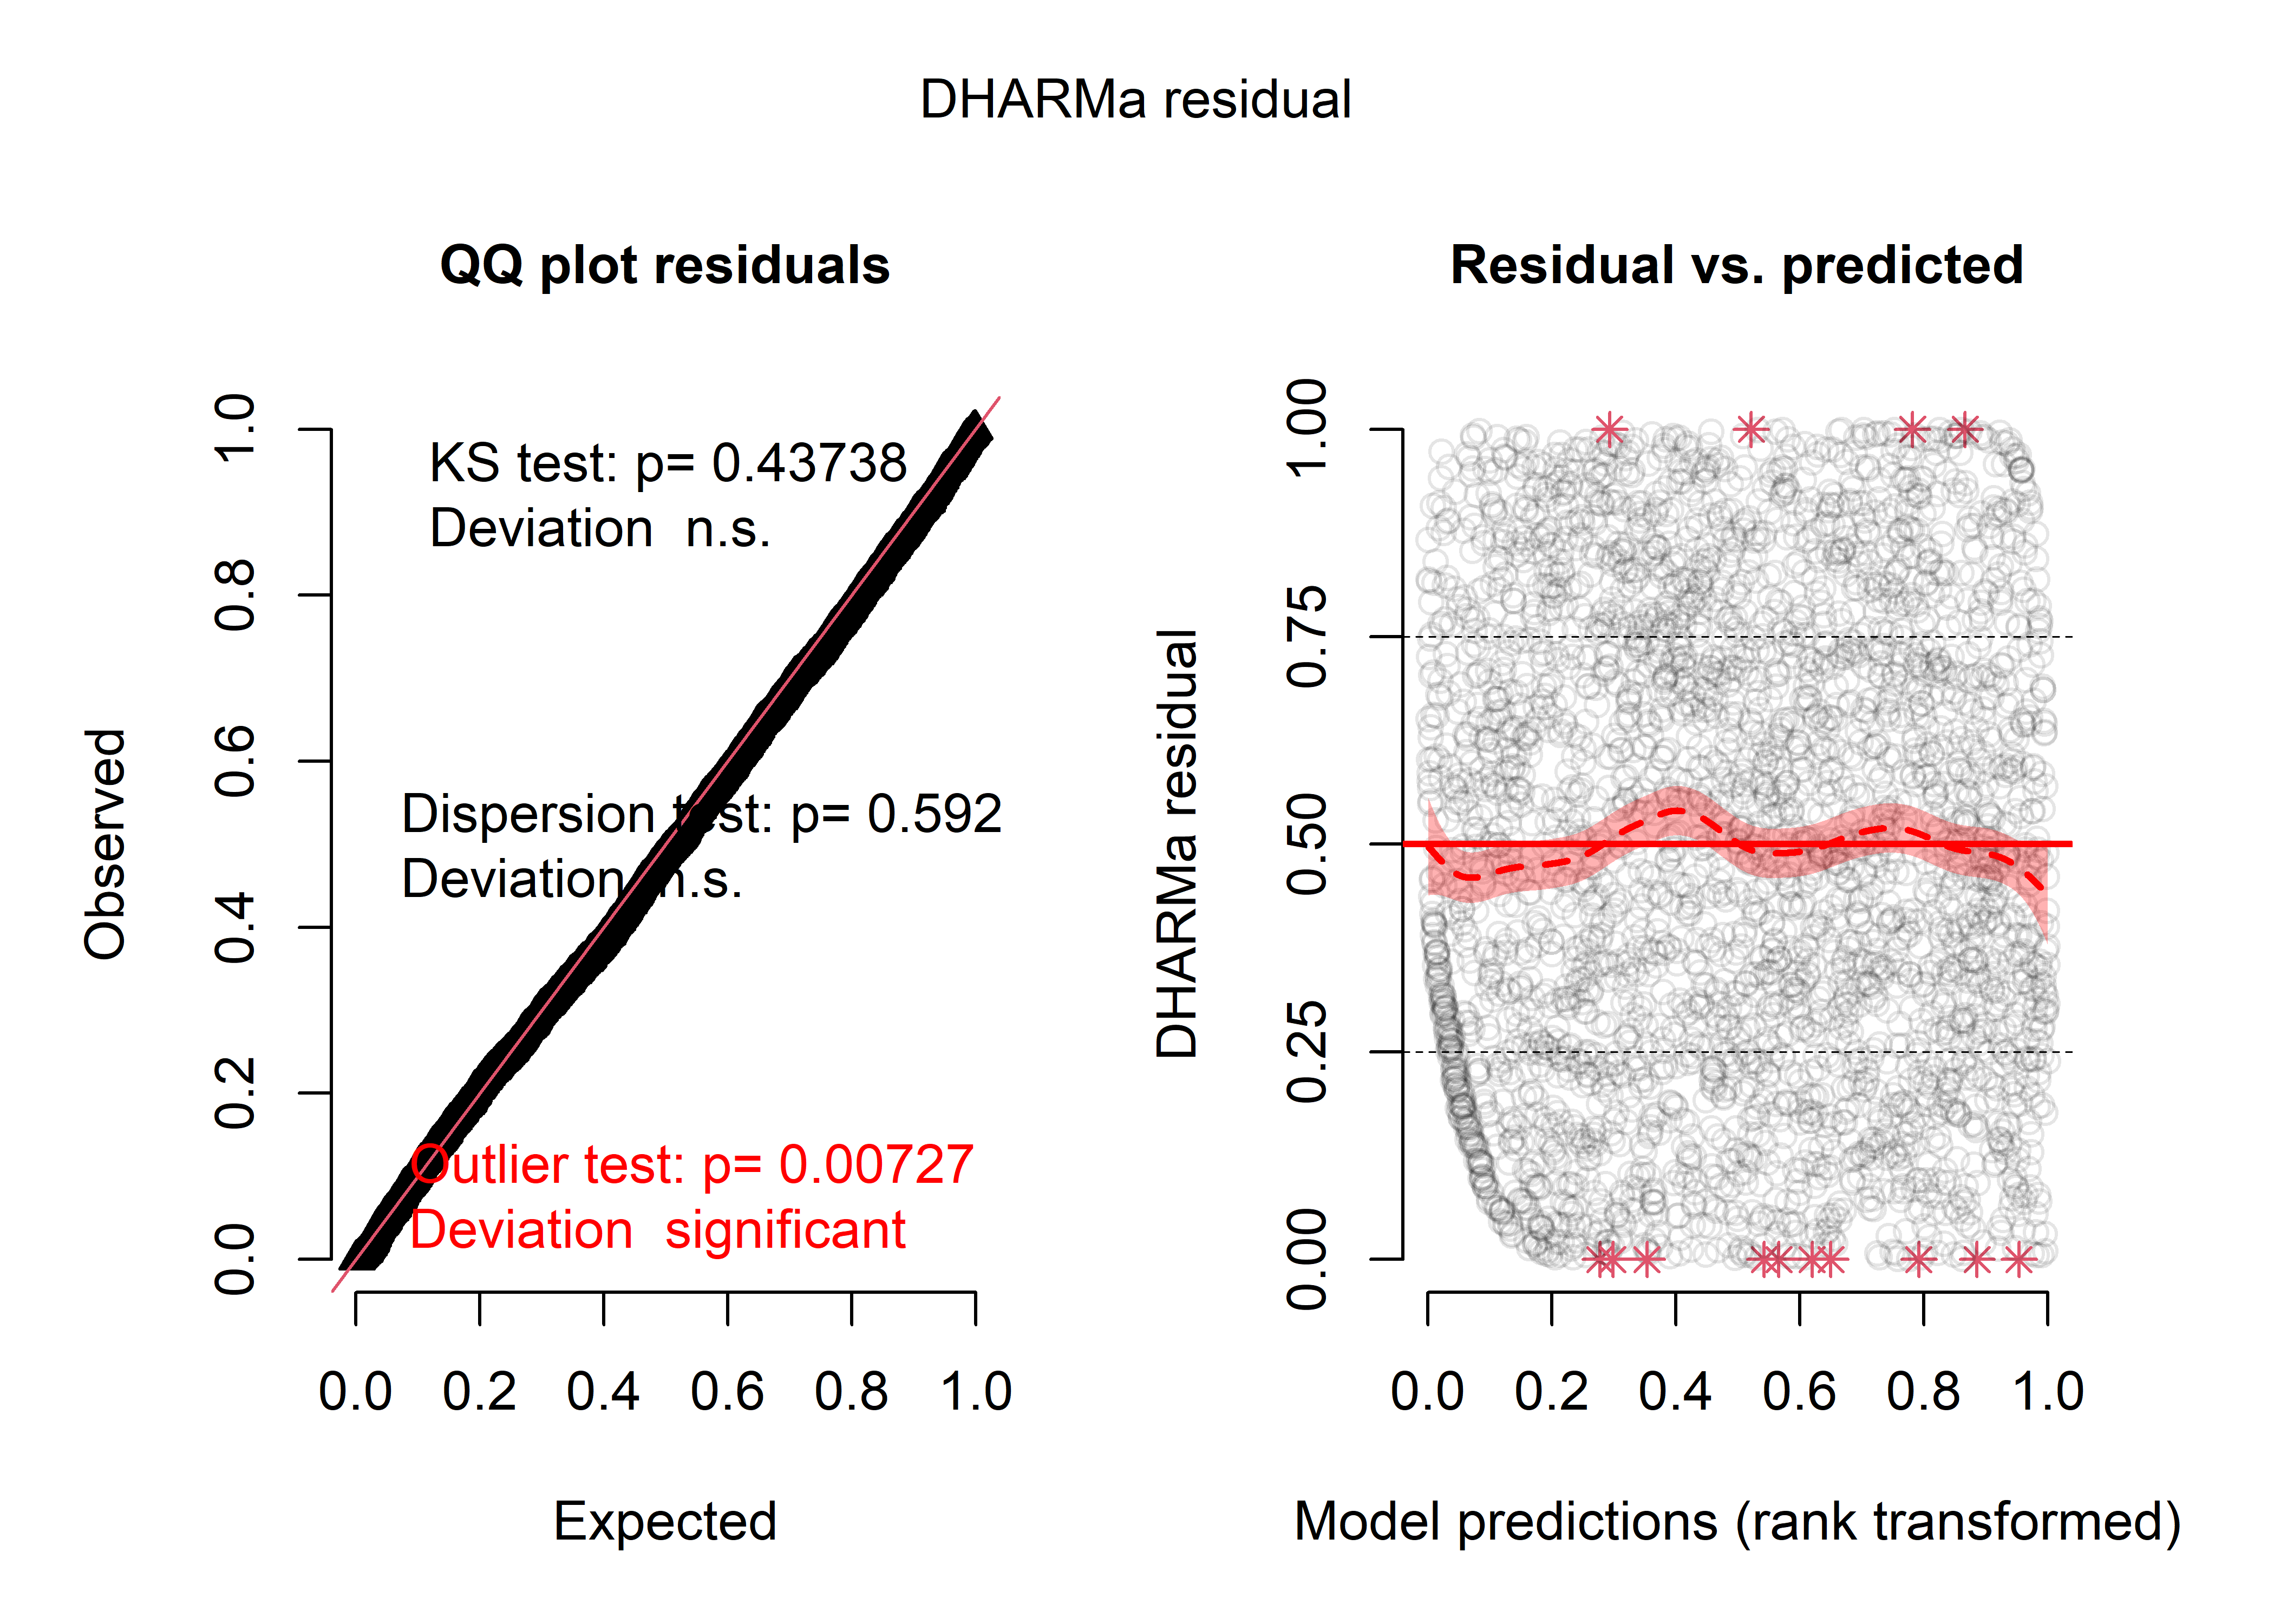 DHARMa residual
QQ plot residuals
KS test: p= 0.43738
Deviation  n.s.
Dispersion test: p= 0.592
Deviation  n.s.
Outlier test: p= 0.00727
Deviation  significant
Observed
0.0 0.2 0.4 0.6 0.8 1.0
0.0 0.2 0.4 0.6 0.8 1.0
Expected
Residual vs. predicted
DHARMa residual
0.00 0.25 0.50 0.75 1.00
0.0 0.2 0.4 0.6 0.8 1.0
Model predictions (rank transformed)